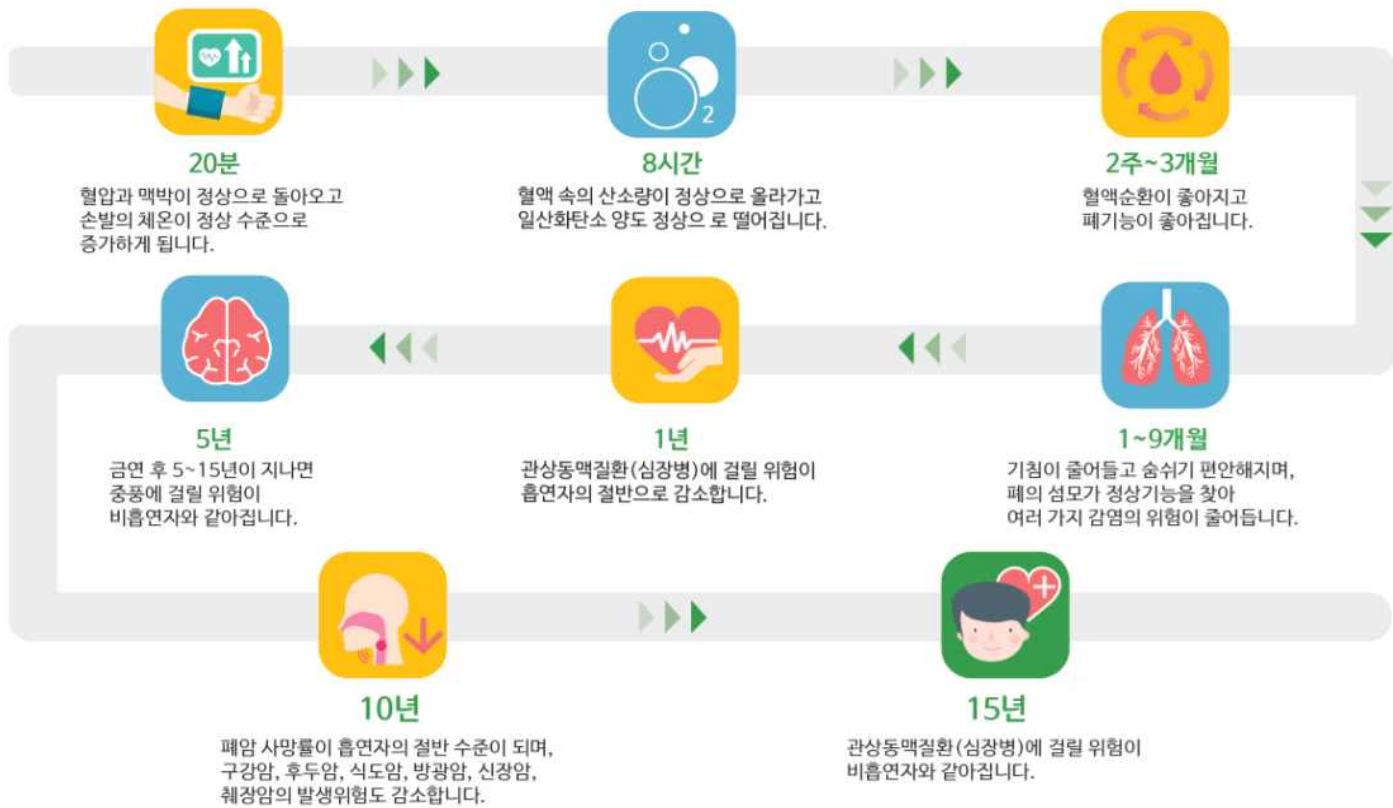 2
20분
혈압과 맥박이 정상으로 돌아오고
손발의 체온이 정상 수준으로
증가하게 됩니다.
8시간
혈액 속의 산소량이 정상으로 올라가고
일산화탄소 양도 정상으 로 떨어집니다.
2주~3개월
혈액순환이 좋아지고
폐기능이 좋아집니다.
1~9개월
기침이 줄어들고 숨쉬기 편안해지며,
폐의 섬모가 정상기능을 찾아
여러 가지 감염의 위험이 줄어듭니다.
1년
관상동맥질환(심장병)에 걸릴 위험이
흡연자의 절반으로 감소합니다.
5년
금연 후 5~15년이 지나면
중풍에 걸릴 위험이
비흡연자와 같아집니다.
10년
폐암 사망률이 흡연자의 절반 수준이 되며,
구강암, 후두암, 식도암, 방광암, 신장암,
췌장암의 발생위험도 감소합니다.
15년
관상동맥질환(심장병)에 걸릴 위험이
비흡연자와 같아집니다.